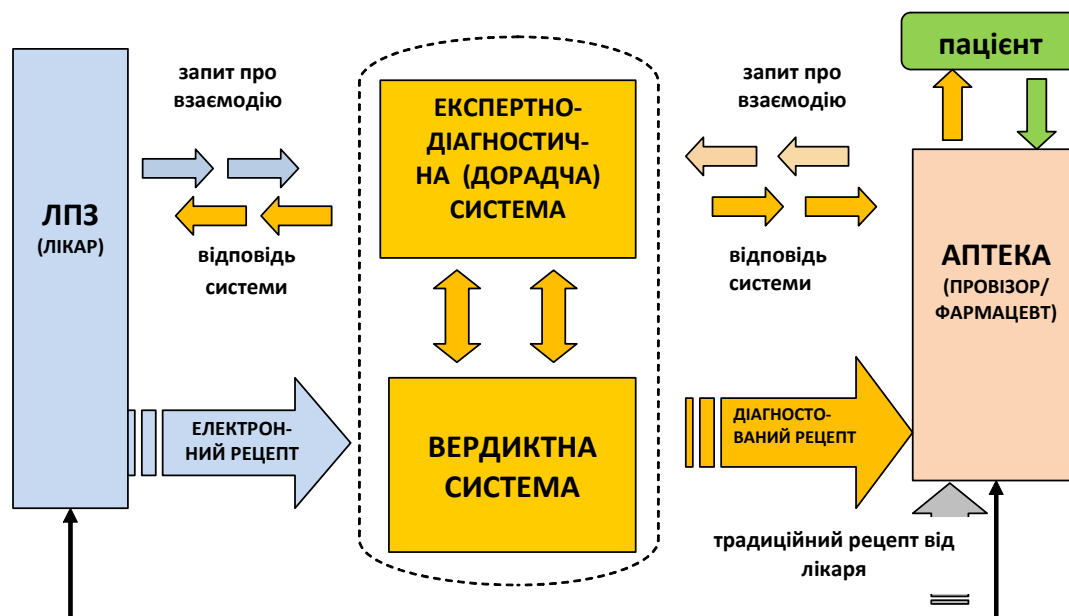 пацієнт
запит про
взаємодію
ЕКСПЕРТНО-
ДІАГНОСТИЧ-
НА (ДОРАДЧА)
СИСТЕМА
запит про
взаємодію
ЛПЗ
(ЛІКАР)
відповідь
системи
відповідь
системи
АПТЕКА
(ПРОВІЗОР/
ФАРМАЦЕВТ)
ЕЛЕКТРОН-
НИЙ РЕЦЕПТ
ВЕРДИКТНА
СИСТЕМА
ДІАГНОСТО-
ВАНИЙ РЕЦЕПТ
традиційний рецепт від
лікаря